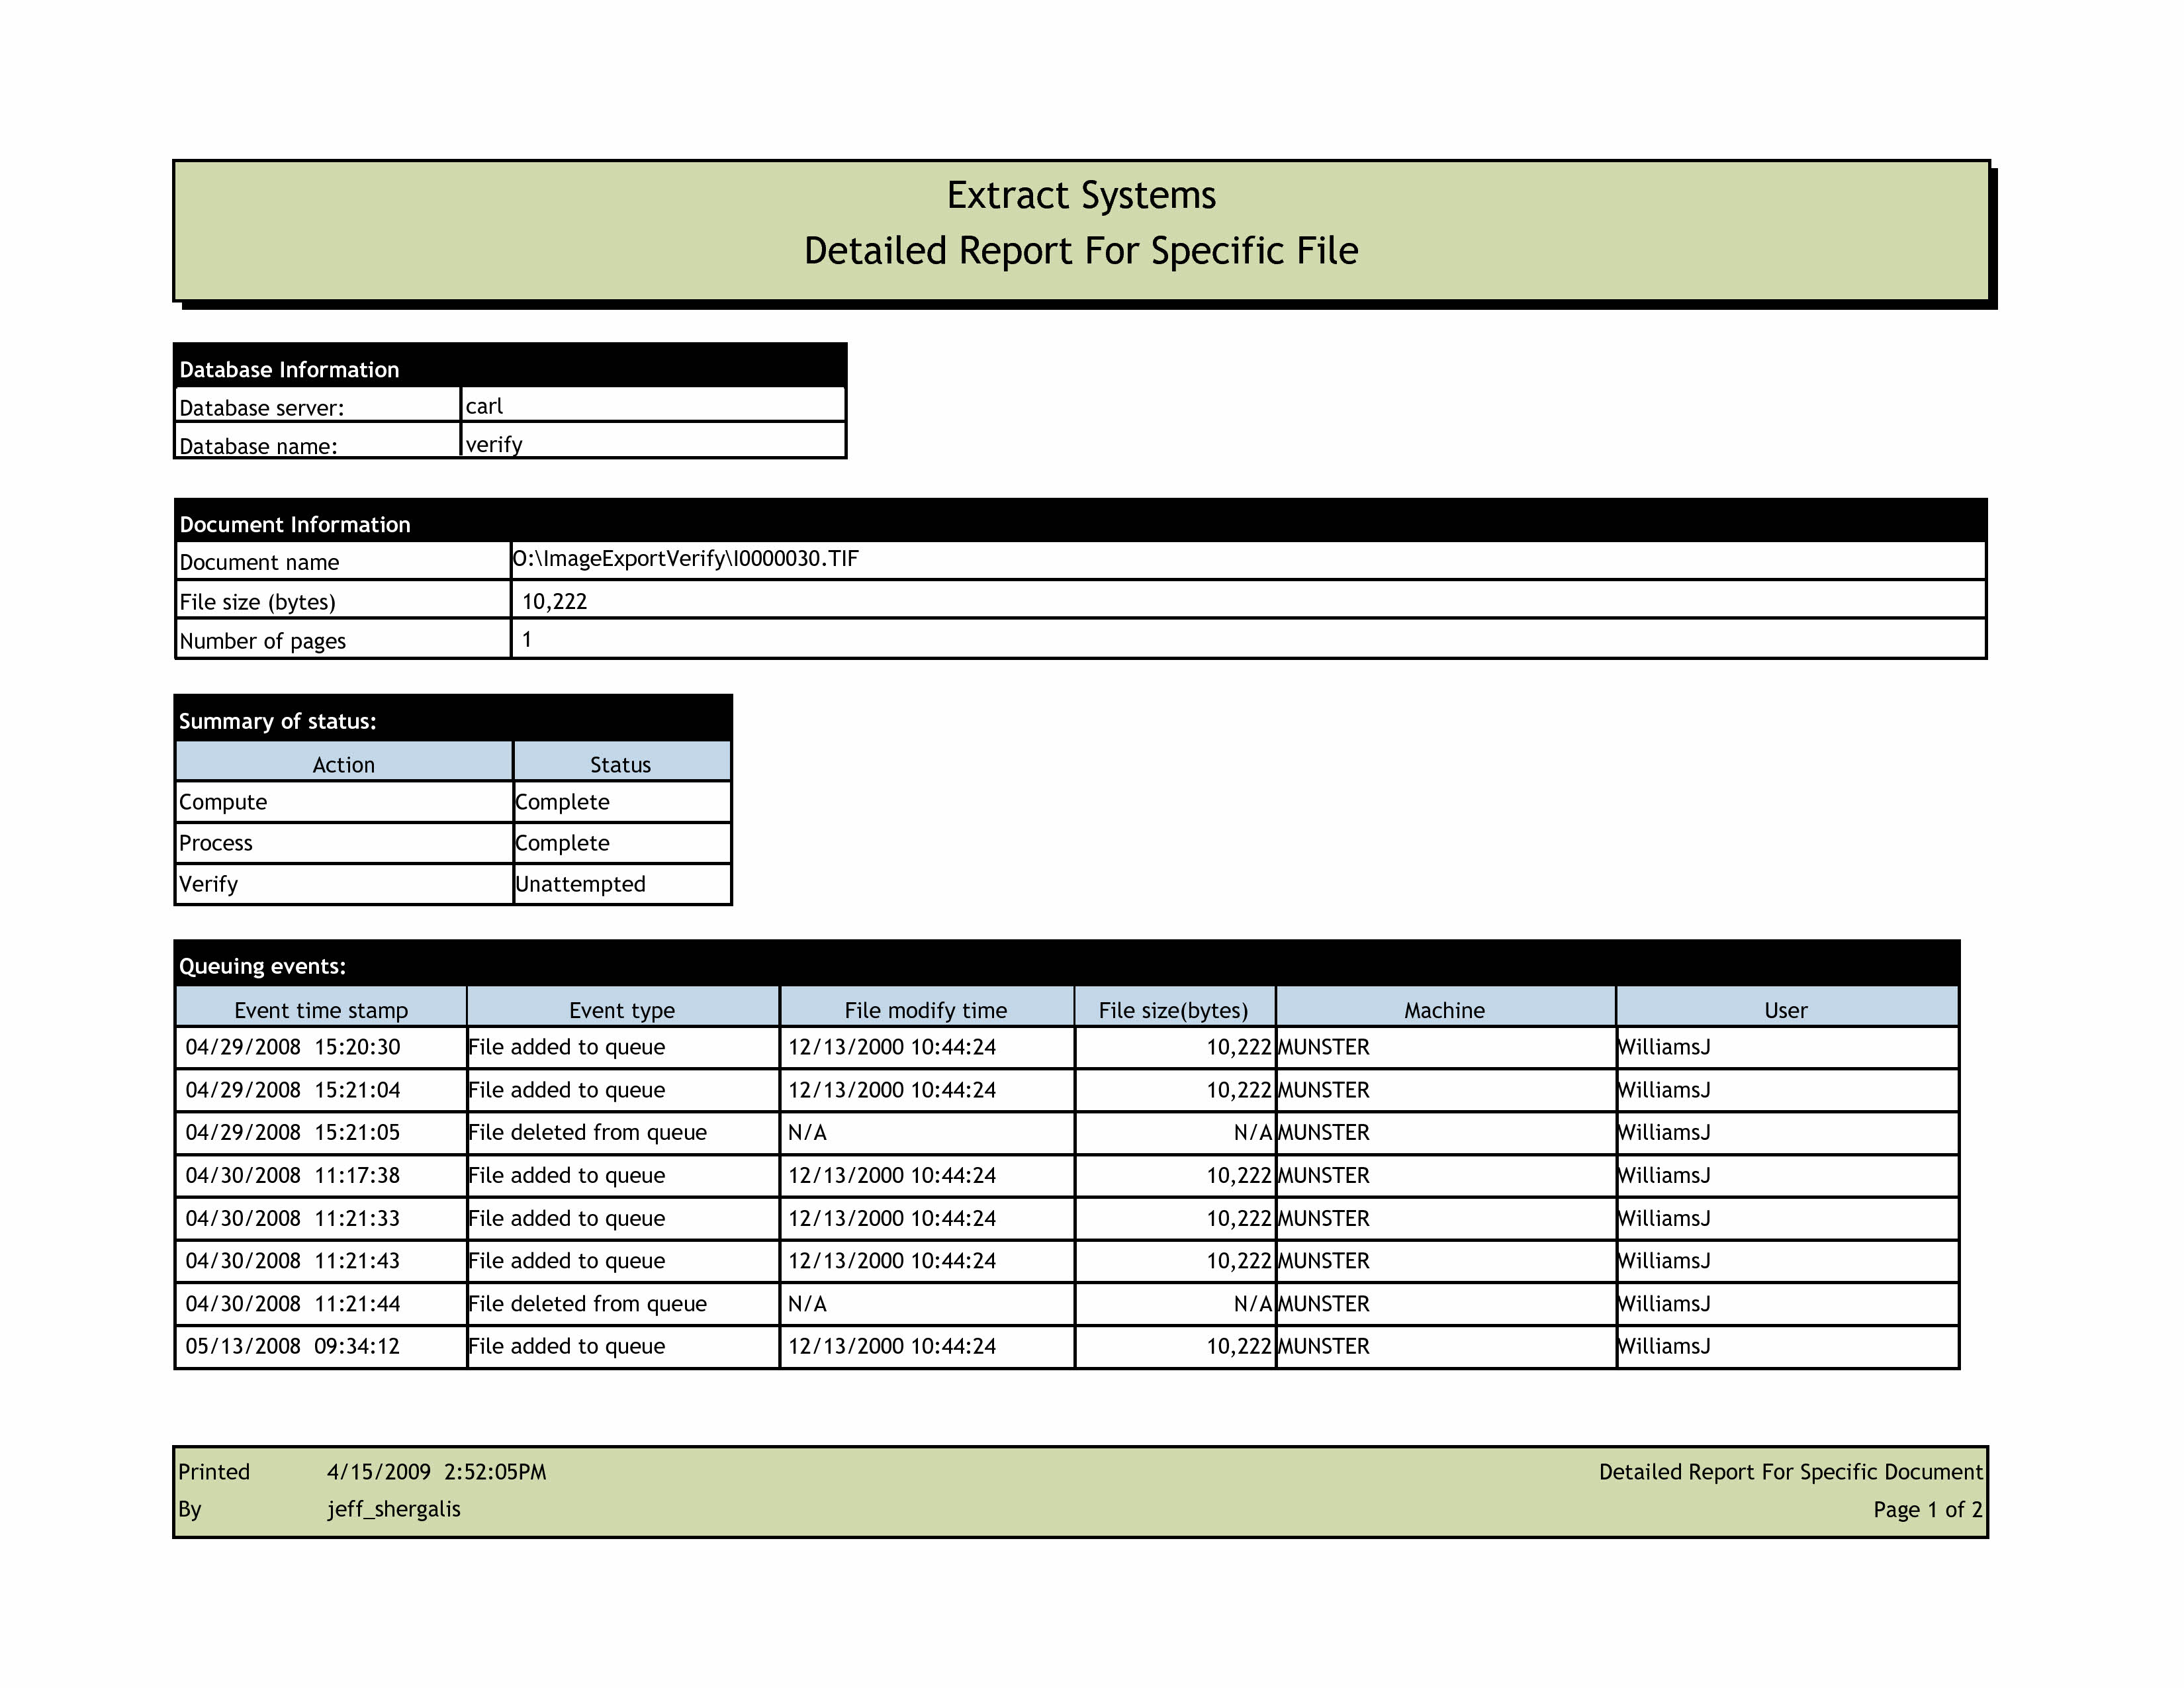 Extract Systems
Detailed Report For Specific File
Database Information
Database server: carl
Database name: verify
Document Information
Document name O:\ImageExportVerify\I0000030.TIF
File size (bytes) 10,222
Number of pages 1
Summary of status:
Action Status
Compute Complete
Process Complete
Verify Unattempted
Queuing events:
Event time stamp Event type File modify time File size(bytes) Machine User
04/29/2008 15:20:30 File added to queue 12/13/2000 10:44:24 10,222 MUNSTER WilliamsJ
04/29/2008 15:21:04 File added to queue 12/13/2000 10:44:24 10,222 MUNSTER WilliamsJ
04/29/2008 15:21:05 File deleted from queue N/A N/A MUNSTER WilliamsJ
04/30/2008 11:17:38 File added to queue 12/13/2000 10:44:24 10,222 MUNSTER WilliamsJ
04/30/2008 11:21:33 File added to queue 12/13/2000 10:44:24 10,222 MUNSTER WilliamsJ
04/30/2008 11:21:43 File added to queue 12/13/2000 10:44:24 10,222 MUNSTER WilliamsJ
04/30/2008 11:21:44 File deleted from queue N/A N/A MUNSTER WilliamsJ
05/13/2008 09:34:12 File added to queue 12/13/2000 10:44:24 10,222 MUNSTER WilliamsJ
Printed 4/15/2009 2:52:05PM Detailed Report For Specific Document
By jeff_shergalis Page 1 of 2